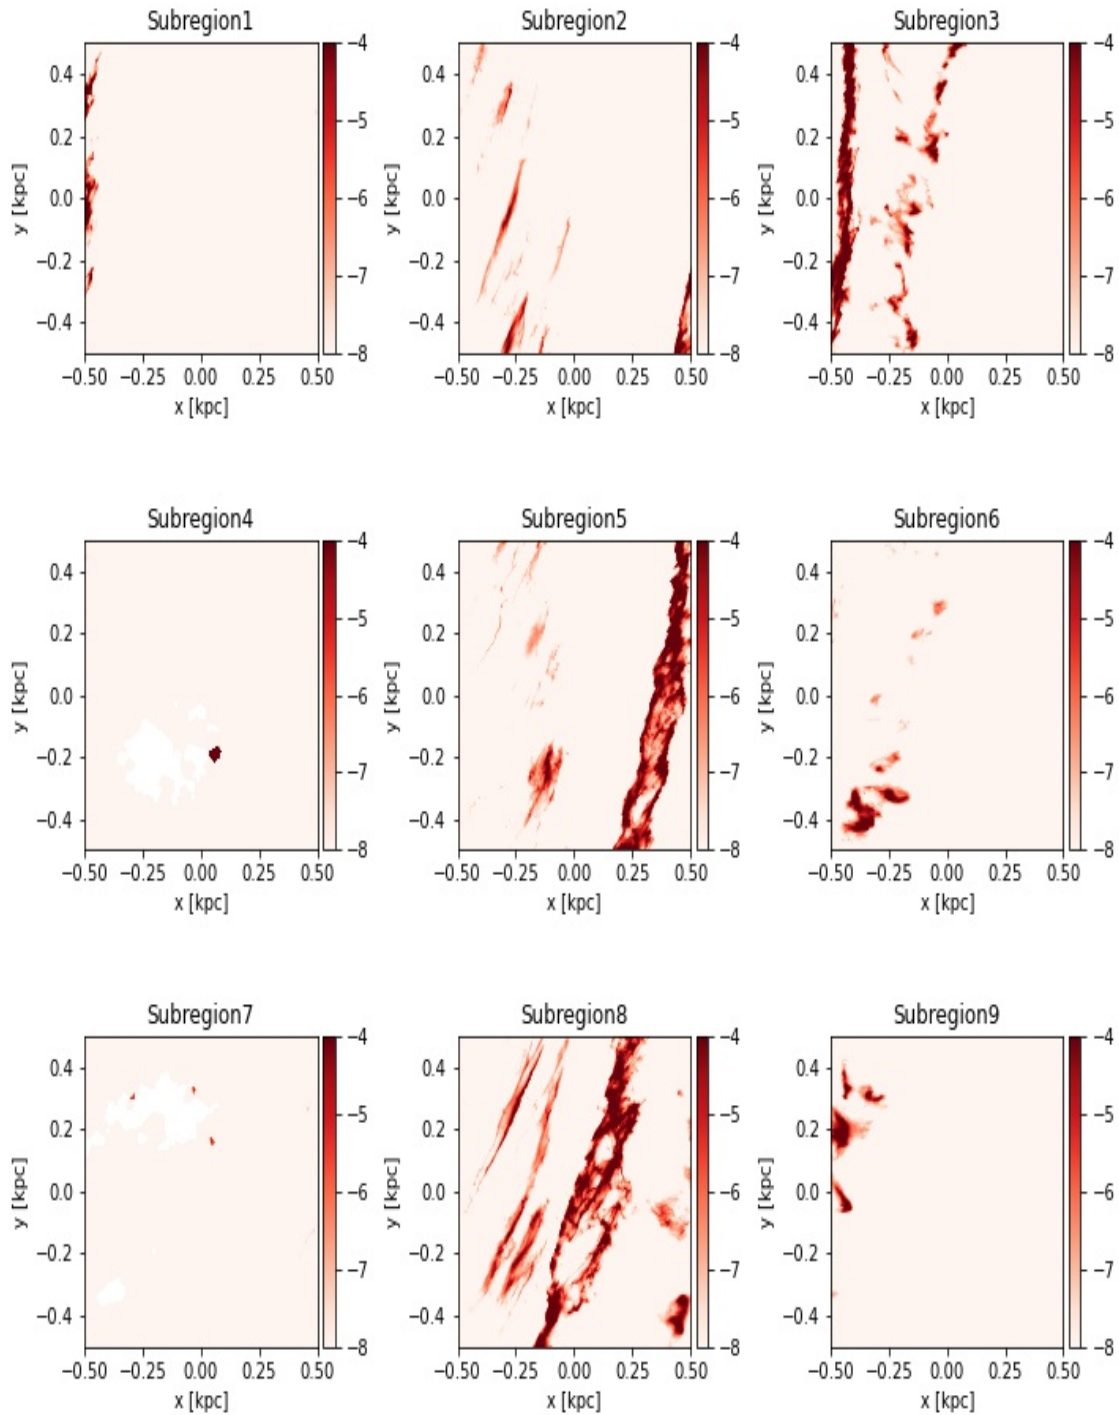 Subregion1 Subregion2 Subregion3
0.4 0.2 0.0 −0.2 −0.4
y [kpc]
−0.50 −0.25 0.00 0.25 0.50
x [kpc]
−4 −5 −6 −7 −8
0.4 0.2 0.0 −0.2 −0.4
y [kpc]
−0.50 −0.25 0.00 0.25 0.50
x [kpc]
−4 −5 −6 −7 −8
0.4 0.2 0.0 −0.2 −0.4
y [kpc]
−0.50 −0.25 0.00 0.25 0.50
x [kpc]
−4 −5 −6 −7 −8
Subregion4 Subregion5 Subregion6
0.4 0.2 0.0 −0.2 −0.4
y [kpc]
−0.50 −0.25 0.00 0.25 0.50
x [kpc]
−4 −5 −6 −7 −8
0.4 0.2 0.0 −0.2 −0.4
y [kpc]
−0.50 −0.25 0.00 0.25 0.50
x [kpc]
−4 −5 −6 −7 −8
0.4 0.2 0.0 −0.2 −0.4
y [kpc]
−0.50 −0.25 0.00 0.25 0.50
x [kpc]
−4 −5 −6 −7 −8
Subregion7 Subregion8 Subregion9
0.4 0.2 0.0 −0.2 −0.4
y [kpc]
−0.50 −0.25 0.00 0.25 0.50
x [kpc]
−4 −5 −6 −7 −8
0.4 0.2 0.0 −0.2 −0.4
y [kpc]
−0.50 −0.25 0.00 0.25 0.50
x [kpc]
−4 −5 −6 −7 −8
0.4 0.2 0.0 −0.2 −0.4
y [kpc]
−0.50 −0.25 0.00 0.25 0.50
x [kpc]
−4 −5 −6 −7 −8